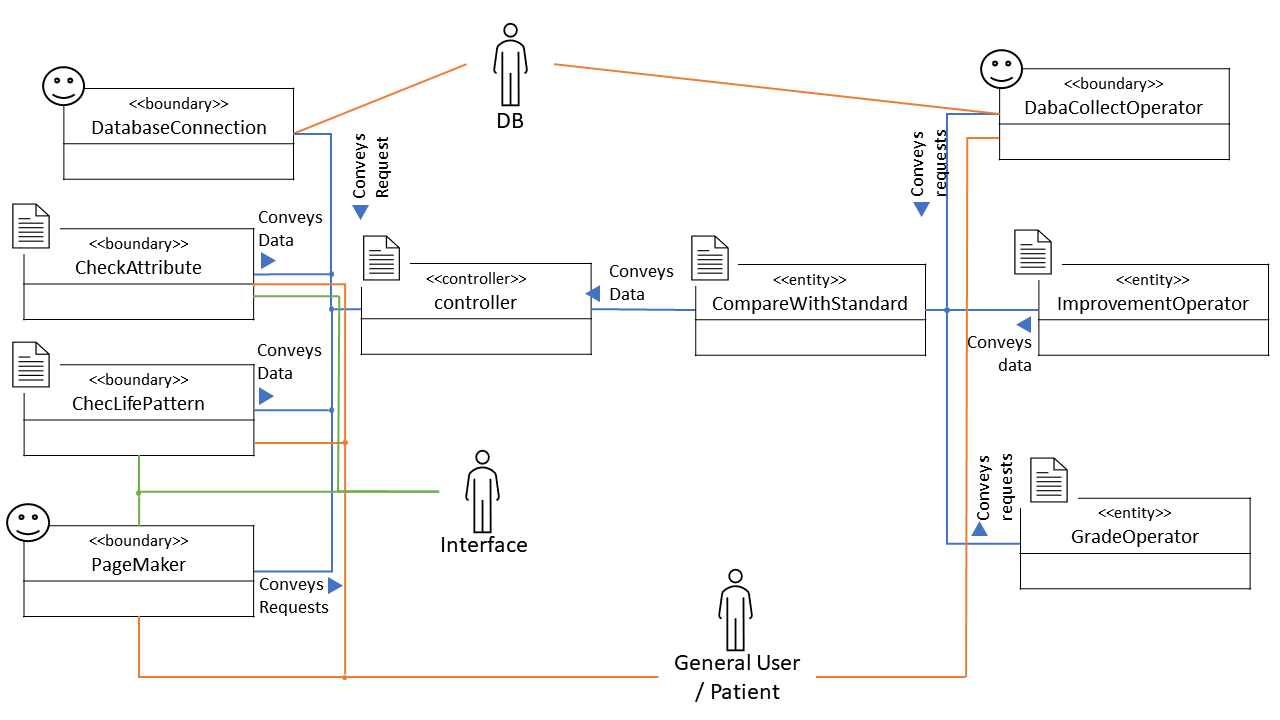 DB
<<boundary>>
DatabaseConnection
<<boundary>>
DabaCollectOperator
Conveys
Request
Conveys
requests
Conveys
Data
<<boundary>>
CheckAttribute
<<controller>>
controller
Conveys
Data
<<entity>>
CompareWithStandard
<<entity>>
ImprovementOperator
Conveys
data
Conveys
Data
<<boundary>>
ChecLifePattern
Conveys
requests
<<entity>>
GradeOperator
Interface
<<boundary>>
PageMaker
Conveys
Requests
General User
/ Patient